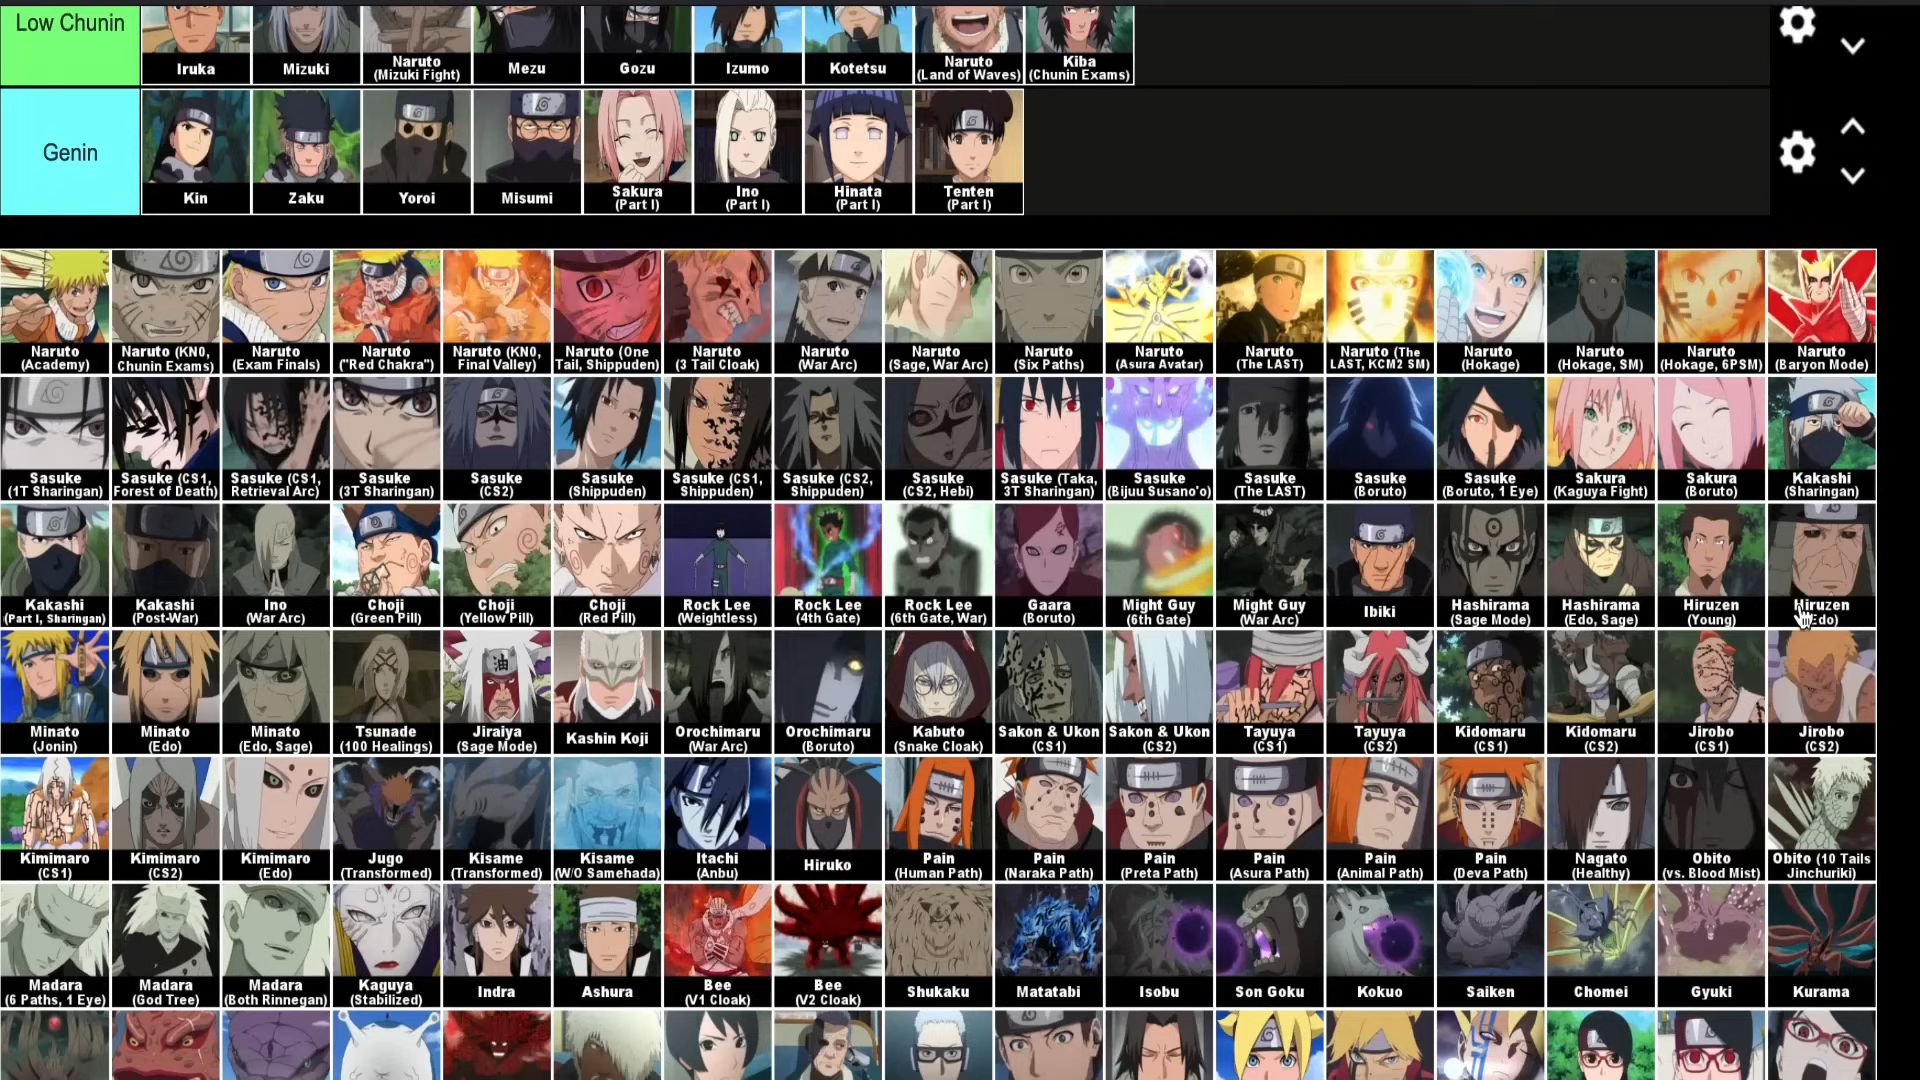 Low Chunin
Iruka
Mizuki
Naruto
(Mizuki Fight)
Mezu
Gozu
Izumo
Kotetsu
Naruto
(Land of Waves)
Kiba
(Chunin Exams)
Genin
Kin
Zaku
Yoroi
Misumi
Sakura
(Part I)
Ino
(Part I)
Hinata
(Part I)
Tenten
(Part I)
Naruto
(Academy)
Naruto (KN0,
Chunin Exams)
Naruto
(Exam Finals)
Naruto
("Red Chakra")
Naruto (KN0,
Final Valley)
Naruto (One
Tail, Shippuden)
Naruto
(3 Tail Cloak)
Naruto
(War Arc)
Naruto
(Sage, War Arc)
Naruto
(Six Paths)
Naruto
(Asura Avatar)
Naruto
(The LAST)
Naruto (The
LAST, KCM2 SM)
Naruto
(Hokage)
Naruto
(Hokage, SM)
Naruto
(Hokage, 6PSM)
Naruto
(Baryon Mode)
Sasuke
(1T Sharingan)
Sasuke (CS1,
Forest of Death)
Sasuke (CS1,
Retrieval Arc)
Sasuke
(3T Sharingan)
Sasuke
(CS2)
Sasuke
(Shippuden)
Sasuke (CS1,
Shippuden)
Sasuke (CS2,
Shippuden)
Sasuke
(CS2, Hebi)
Sasuke (Taka,
3T Sharingan)
Sasuke
(Bijuu Susano'o)
Sasuke
(The LAST)
Sasuke
(Boruto)
Sasuke
(Boruto, 1 Eye)
Sakura
(Kaguya Fight)
Sakura
(Boruto)
Kakashi
(Sharingan)
Kakashi
(Part I, Sharingan)
Kakashi
(Post-War)
Ino
(War Arc)
Choji
(Green Pill)
Choji
(Yellow Pill)
Choji
(Red Pill)
Rock Lee
(Weightless)
Rock Lee
(4th Gate)
Rock Lee
(6th Gate, War)
Gaara
(Boruto)
Might Guy
(6th Gate)
Might Guy
(War Arc)
Ibiki
Hashirama
(Sage Mode)
Hashirama
(Edo, Sage)
Hiruzen
(Young)
Hiruzen
Edo)
油
Minato
(Jonin)
Minato
(Edo)
Minato
(Edo, Sage)
Tsunade
(100 Healings)
Jiraiya
(Sage Mode)
Kashin Koji
Orochimaru
(War Arc)
Orochimaru
(Boruto)
Kabuto
(Snake Cloak)
Sakon & Ukon
(CS1)
Sakon & Ukon
(CS2)
Tayuya
(CS1)
Tayuya
(CS2)
Kidomaru
(CS1)
Kidomaru
(CS2)
Jirobo
(CS1)
Jirobo
(CS2)
Kimimaro
(CS1)
Kimimaro
(CS2)
Kimimaro
(Edo)
Jugo
(Transformed)
Kisame
(Transformed)
Kisame
(W/O Samehada)
Itachi
(Anbu)
Hiruko
Pain
(Human Path)
Pain
(Naraka Path)
Pain
(Preta Path)
Pain
(Asura Path)
Pain
(Animal Path)
Pain
(Deva Path)
Nagato
(Healthy)
Obito
(vs. Blood Mist)
Obito (10 Tails
Jinchuriki)
Madara
(6 Paths, 1 Eye)
Madara
(God Tree)
Madara
(Both Rinnegan)
Kaguya
(Stabilized)
Indra
Ashura
Bee
(V1 Cloak)
Bee
(V2 Cloak)
Shukaku
Matatabi
Isobu
Son Goku
Kokuo
Saiken
Chomei
Gyuki
Kurama